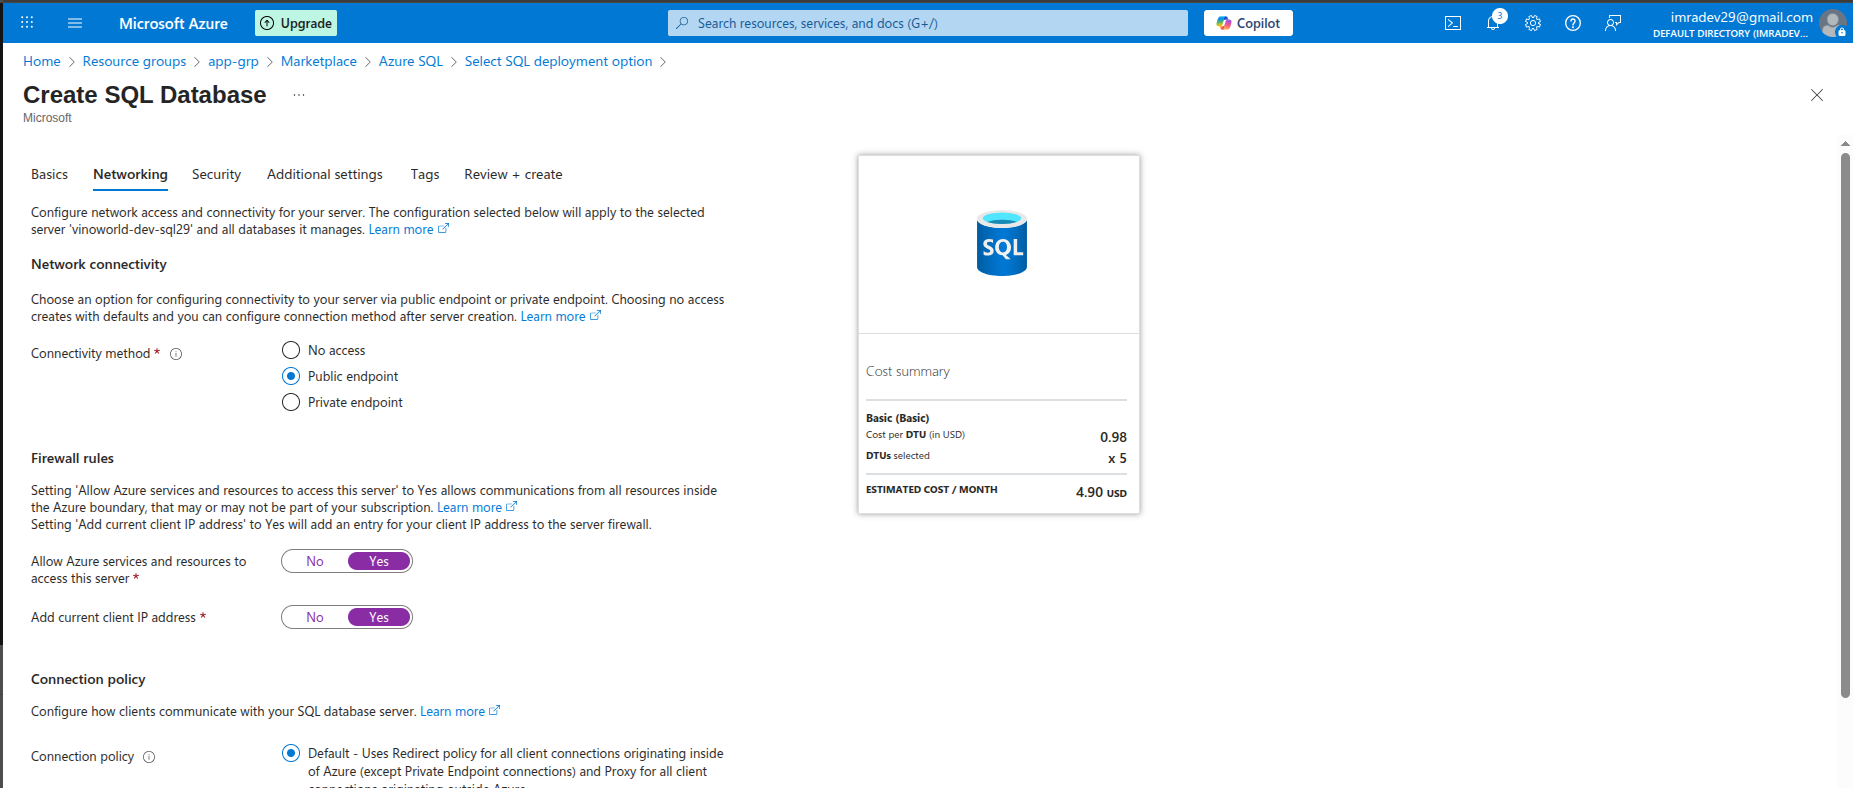 Microsoft Azure
Upgrade
Search resources, services, and docs (G+/)
Copilot
3
imradev29@gmail.com
DEFAULT DIRECTORY (IMRADEV...
Home > Resource groups > app-grp > Marketplace > Azure SQL > Select SQL deployment option >
Create SQL Database ...
Microsoft
Basics Networking Security Additional settings Tags Review + create
Configure network access and connectivity for your server. The configuration selected below will apply to the selected
server 'vinoworld-dev-sql29' and all databases it manages. Learn more
Network connectivity
Choose an option for configuring connectivity to your server via public endpoint or private endpoint. Choosing no access
creates with defaults and you can configure connection method after server creation. Learn more
Connectivity method *
No access
Public endpoint
Private endpoint
Firewall rules
Setting 'Allow Azure services and resources to access this server' to Yes allows communications from all resources inside
the Azure boundary, that may or may not be part of your subscription. Learn more
Setting 'Add current client IP address' to Yes will add an entry for your client IP address to the server firewall.
Allow Azure services and resources to
access this server *
No Yes
Add current client IP address *
No Yes
Connection policy
Configure how clients communicate with your SQL database server. Learn more
Connection policy
Default - Uses Redirect policy for all client connections originating inside
of Azure (except Private Endpoint connections) and Proxy for all client
connections originating outside Azure
SQL
Cost summary
Basic (Basic)
Cost per DTU (in USD) 0.98
DTUs selected x 5
ESTIMATED COST / MONTH 4.90 USD